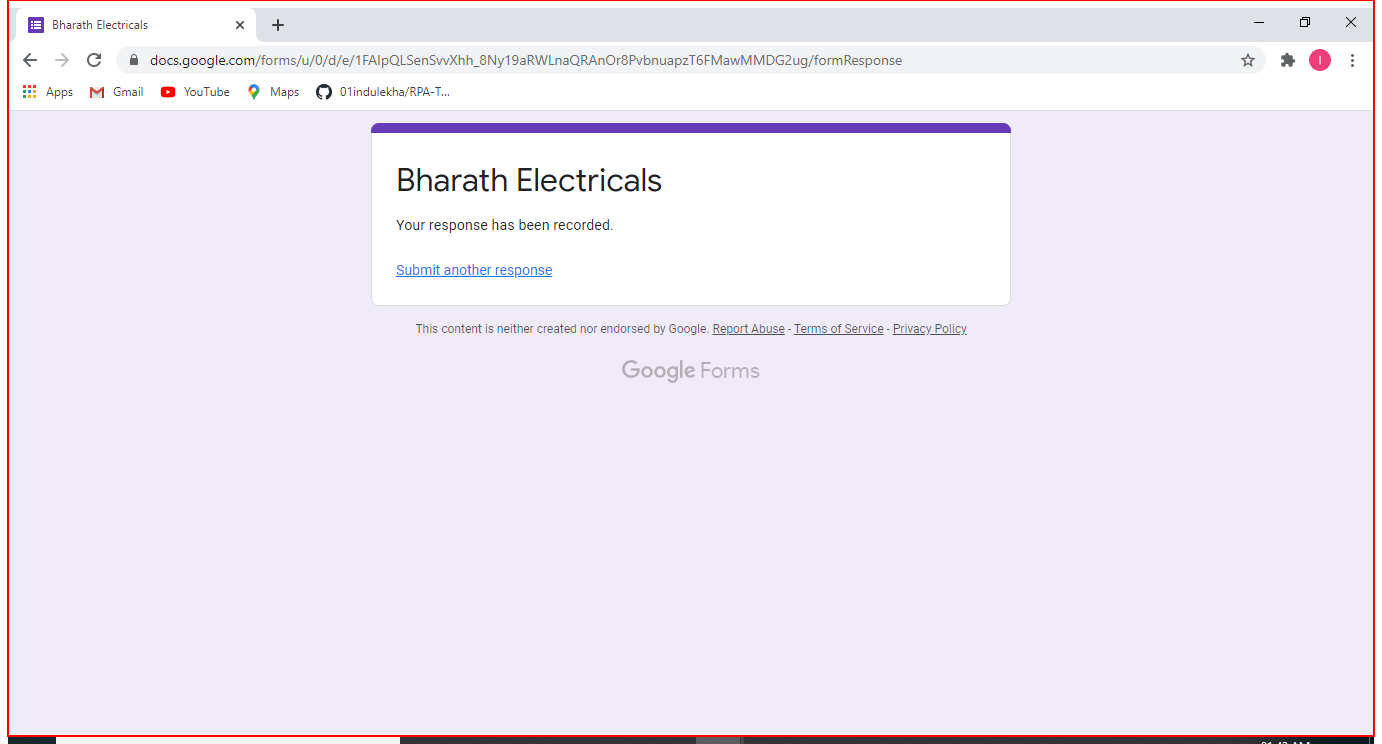 Bharath Electricals
docs.google.com/forms/u/0/d/e/1FAIpQLSenSvvXhh_8Ny19aRWLnaQRAnOr8PvbnuapzT6FMawMMDG2ug/formResponse
I
Apps Gmail YouTube Maps 01indulekha/RPA-T...
Bharath Electricals
Your response has been recorded.
Submit another response
This content is neither created nor endorsed by Google. Report Abuse - Terms of Service - Privacy Policy
Google Forms